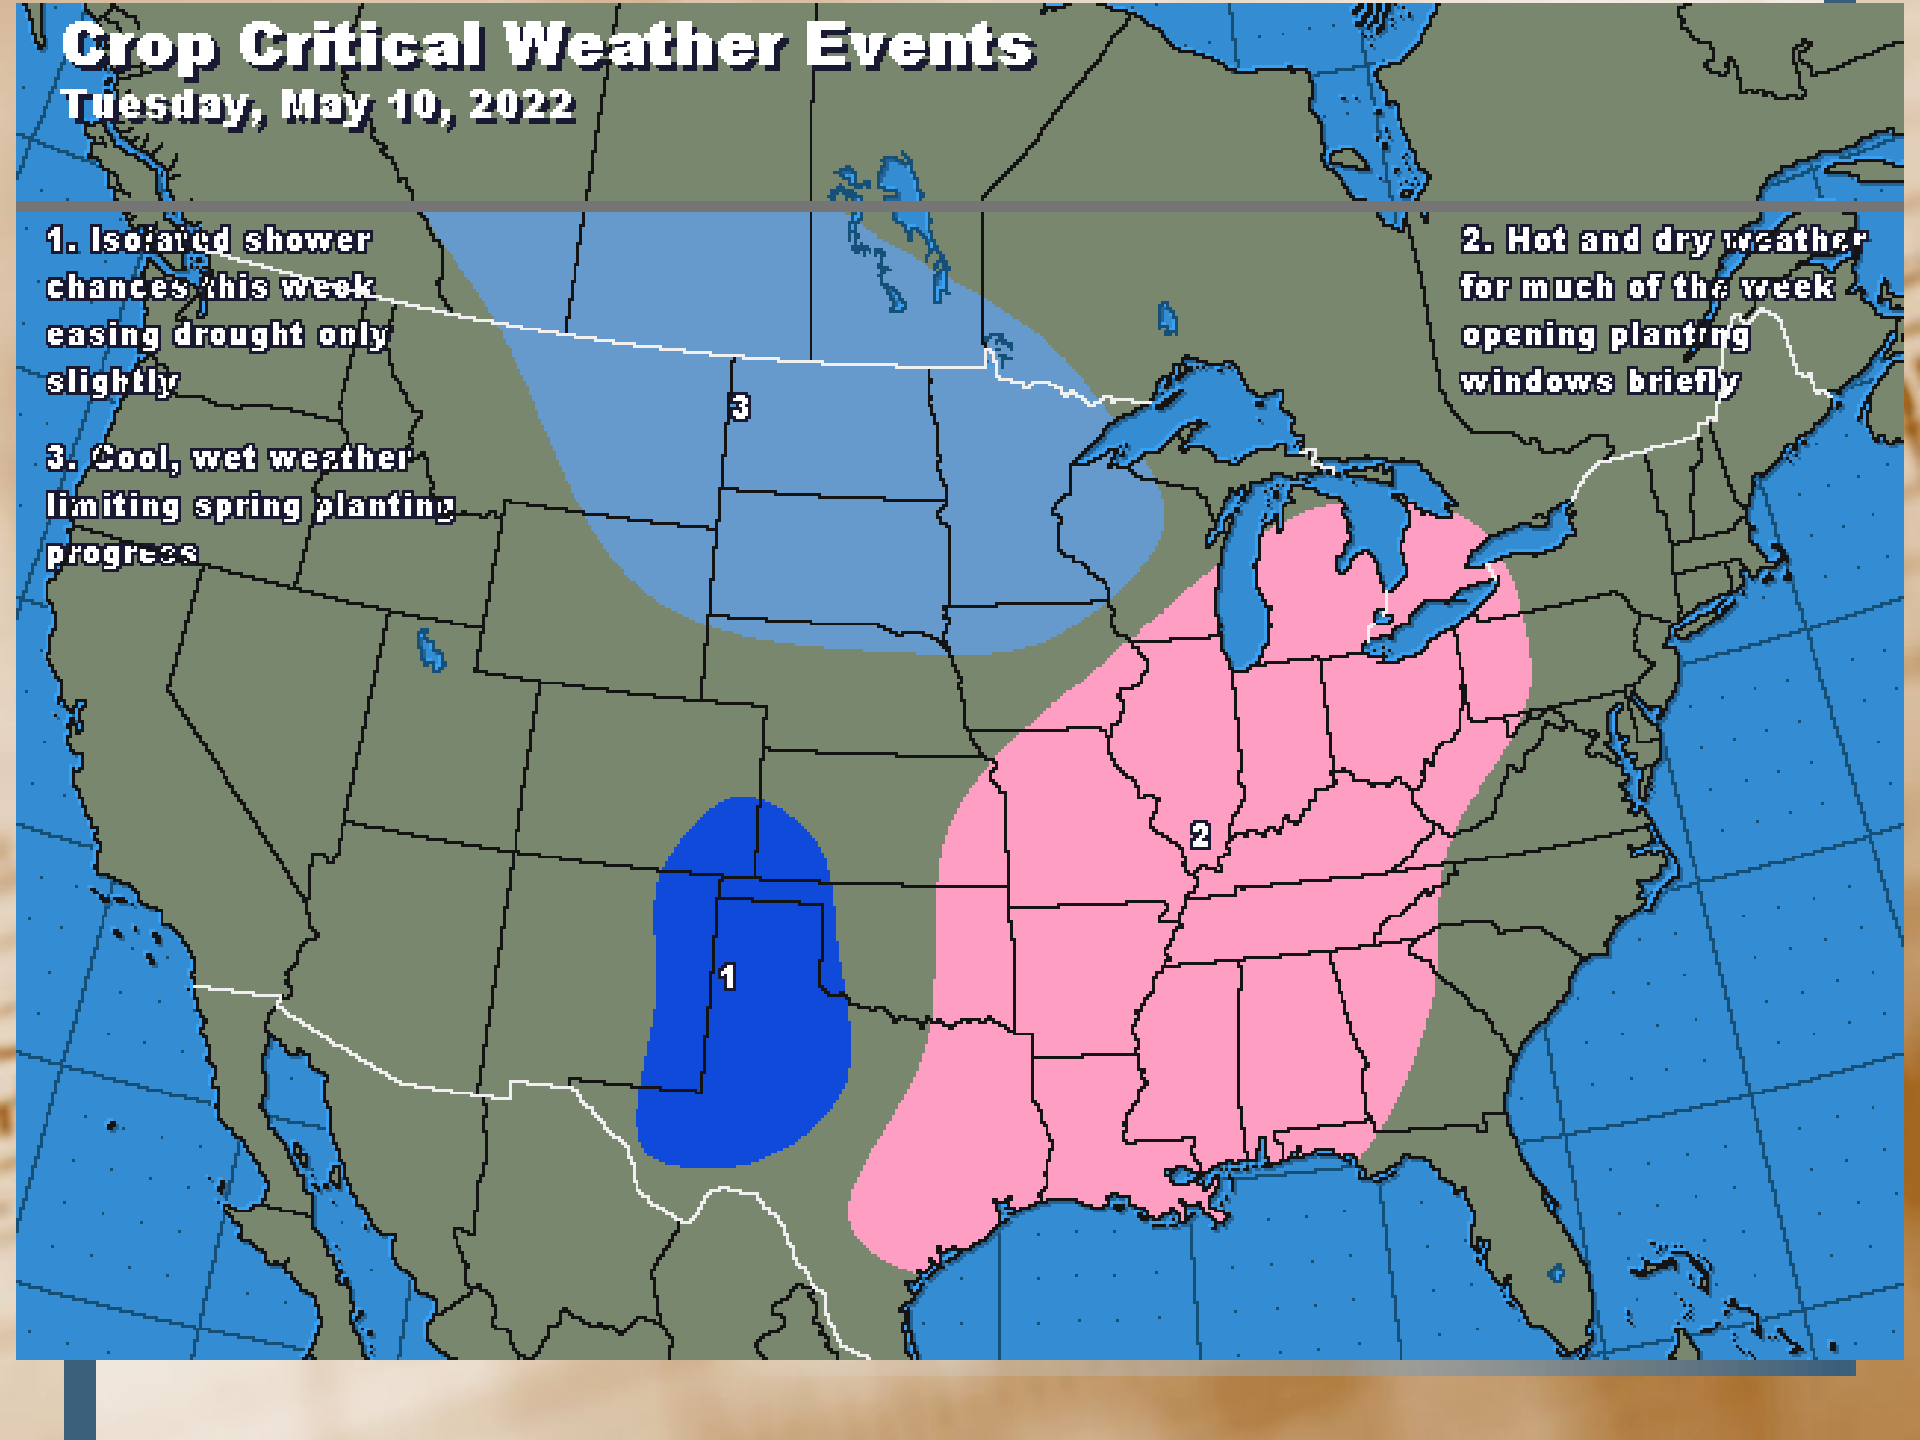 Crop Critical Weather Events
Tuesday, May 10, 2022
1. Isolated shower
chances this week
easing drought only
slightly
3. Cool, wet weather
limiting spring planting
progress
2. Hot and dry weather
for much of the week
opening planting
windows briefly
3
2
1